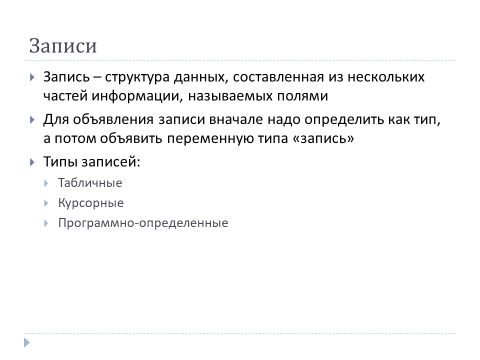 Записи
Запись – структура данных, составленная из нескольких
частей информации, называемых полями
Для объявления записи вначале надо определить как тип,
а потом объявить переменную типа «запись»
Типы записей:
Табличные
Курсорные
Программно-определенные